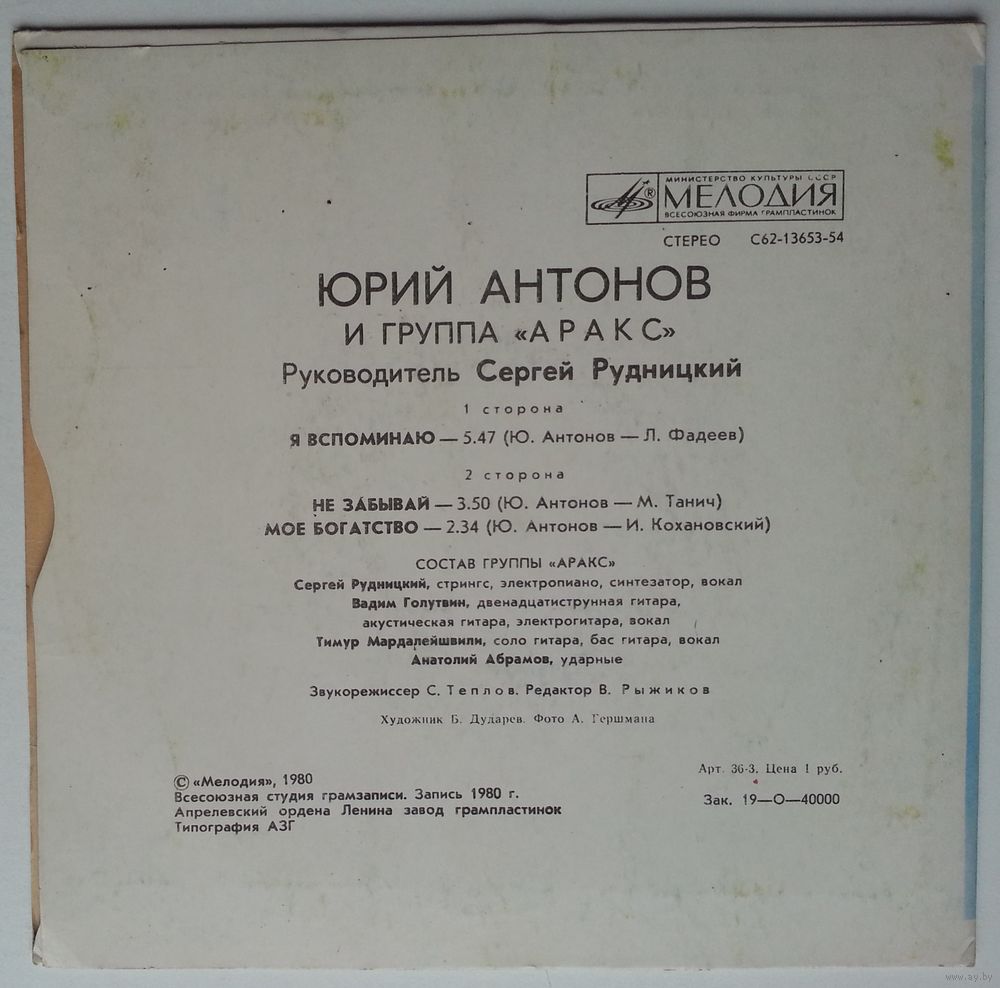 МИНИСТЕРСТВО КУЛЬТУРЫ СССР
МЕЛОДИЯ
®
ВСЕСОЮЗНАЯ ФИРМА ГРАМПЛАСТИНОК
СТЕРЕО С62-13653-54
ЮРИЙ АНТОНОВ
И ГРУППА «АРАКС»
Руководитель Сергей Рудницкий
1 сторона
Я ВСПОМИНАЮ — 5.47 (Ю. Антонов — Л. Фадеев)
2 сторона
НЕ ЗАБЫВАЙ — 3.50 (Ю. Антонов — М. Танич)
МОЕ БОГАТСТВО — 2.34 (Ю. Антонов — И. Кохановский)
СОСТАВ ГРУППЫ «АРАКС»
Сергей Рудницкий, стрингс, электропиано, синтезатор, вокал
Вадим Голутвин, двенадцатиструнная гитара,
акустическая гитара, электрогитара, вокал
Тимур Мардалейшвили, соло гитара, бас гитара, вокал
Анатолий Абрамов, ударные
Звукорежиссер С. Теплов. Редактор В. Рыжиков
Художник Б. Дударев. Фото А. Гершмана
© «Мелодия», 1980
Всесоюзная студия грамзаписи. Запись 1980 г.
Апрелевский ордена Ленина завод грампластинок
Типография АЗГ
Арт. 36-3. Цена 1 руб.
Зак. 19—О—40000
www.ay.by